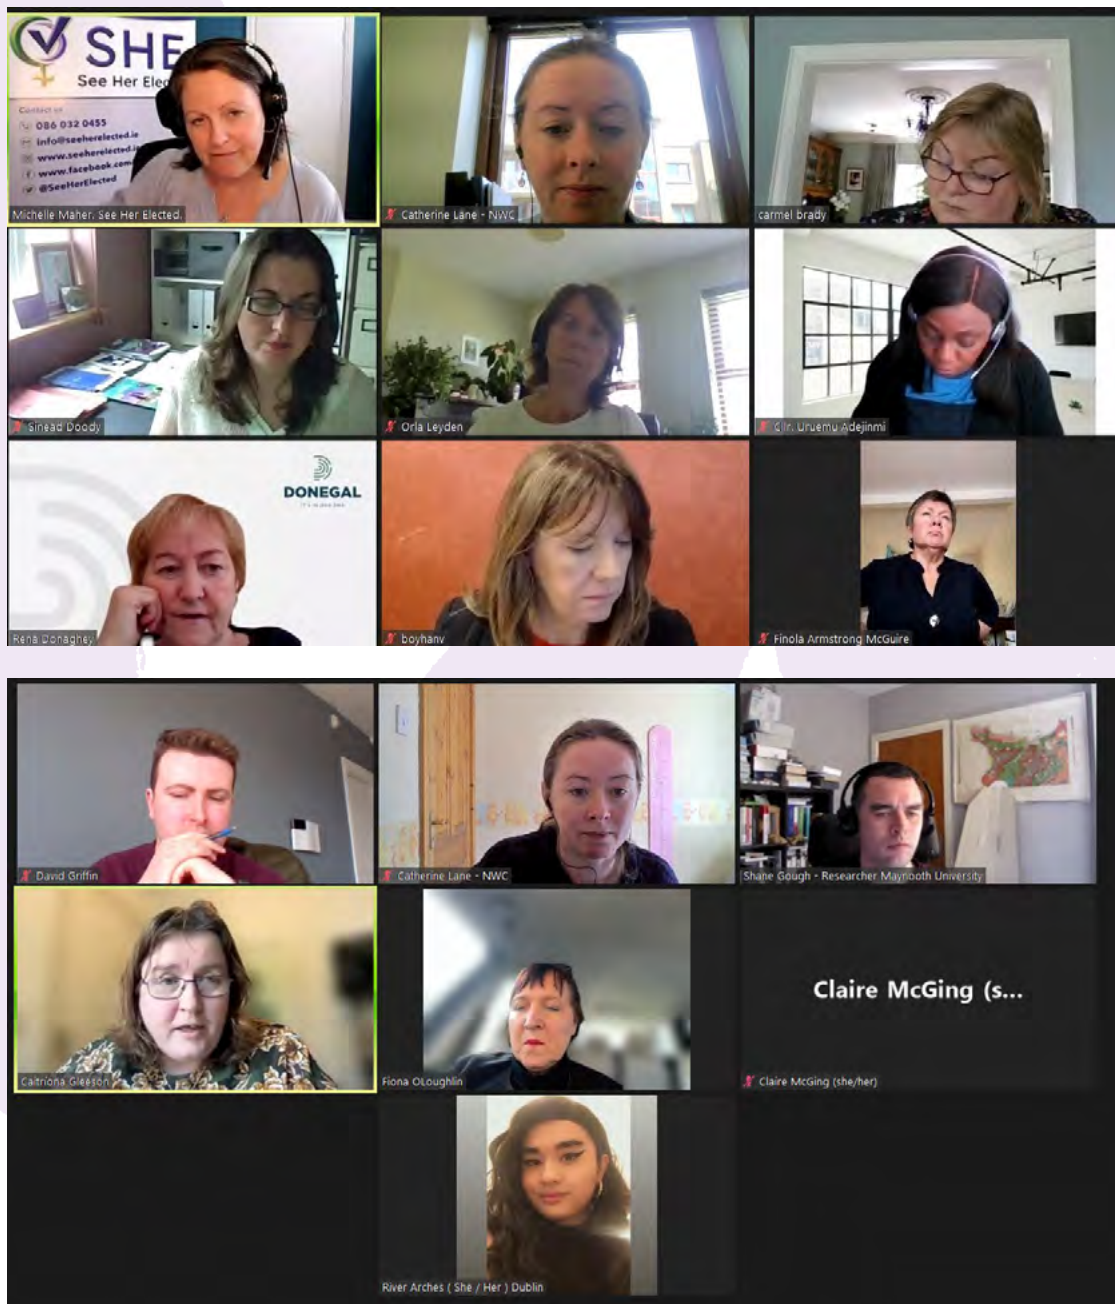 SHE
See Her Elec
Contact us
086 032 0455
info@seeherelected.ie
www.seeherelected.ie
www.facebook.com
@SeeHerElected
Michelle Maher. See Her Elected.
Catherine Lane - NWC
carmel brady
Sinead Doody
Orla Leyden
Cllr. Uruemu Adejinmi
DONEGAL
Rena Donaghey
boyhanv
Finola Armstrong McGuire
David Griffin
Catherine Lane - NWC
Shane Gough - Researcher Maynooth University
Caitríona Gleeson
Fiona OLoughlin
Claire McGing (s...
Claire McGing (she/her)
River Arches ( She / Her ) Dublin